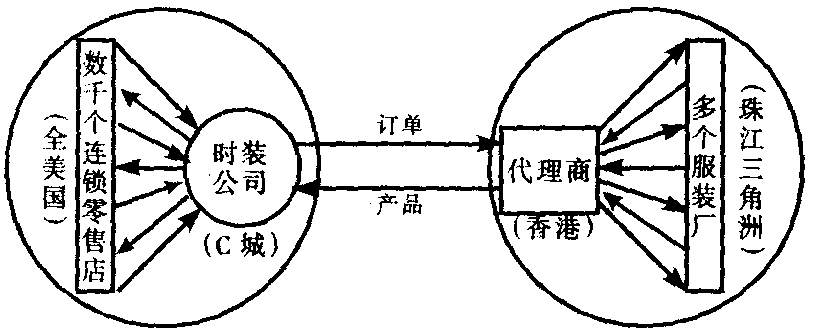 (全美国)
数千个连锁零售店
时装
公司
(C城)
订单
产品
代理商
(香港)
多个服装厂
(珠江三角洲)